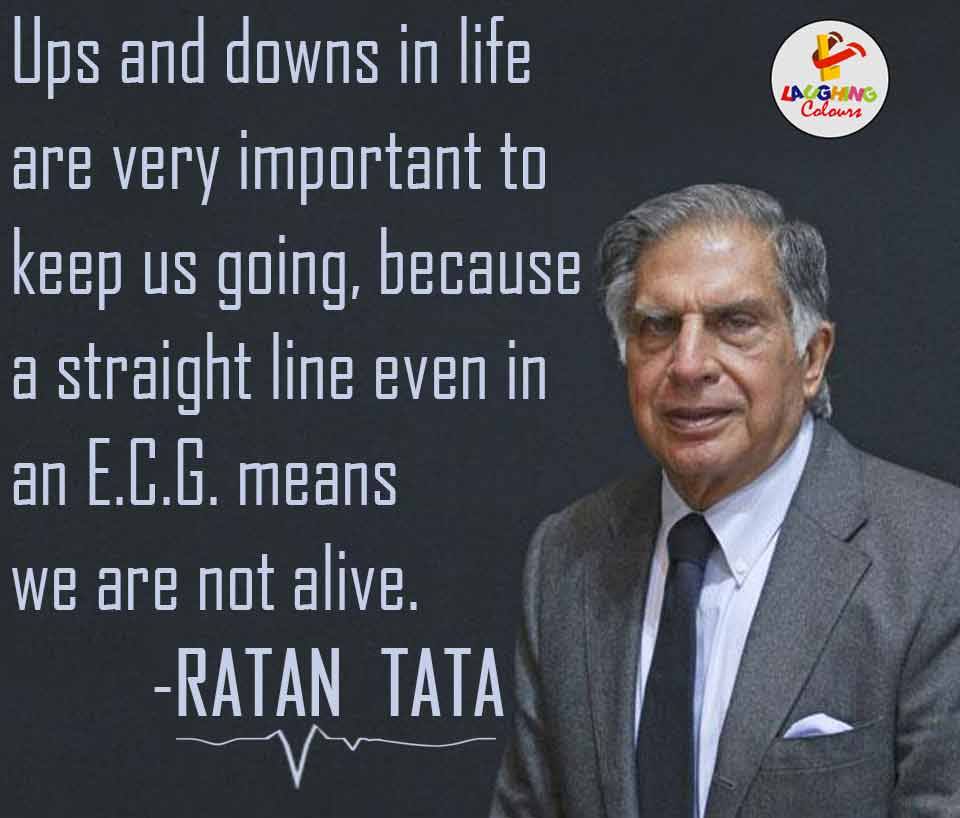 Ups and downs in life
are very important to
keep us going, because
a straight line even in
an E.C.G. means
we are not alive.
-RATAN TATA
LAUGHING
Colours